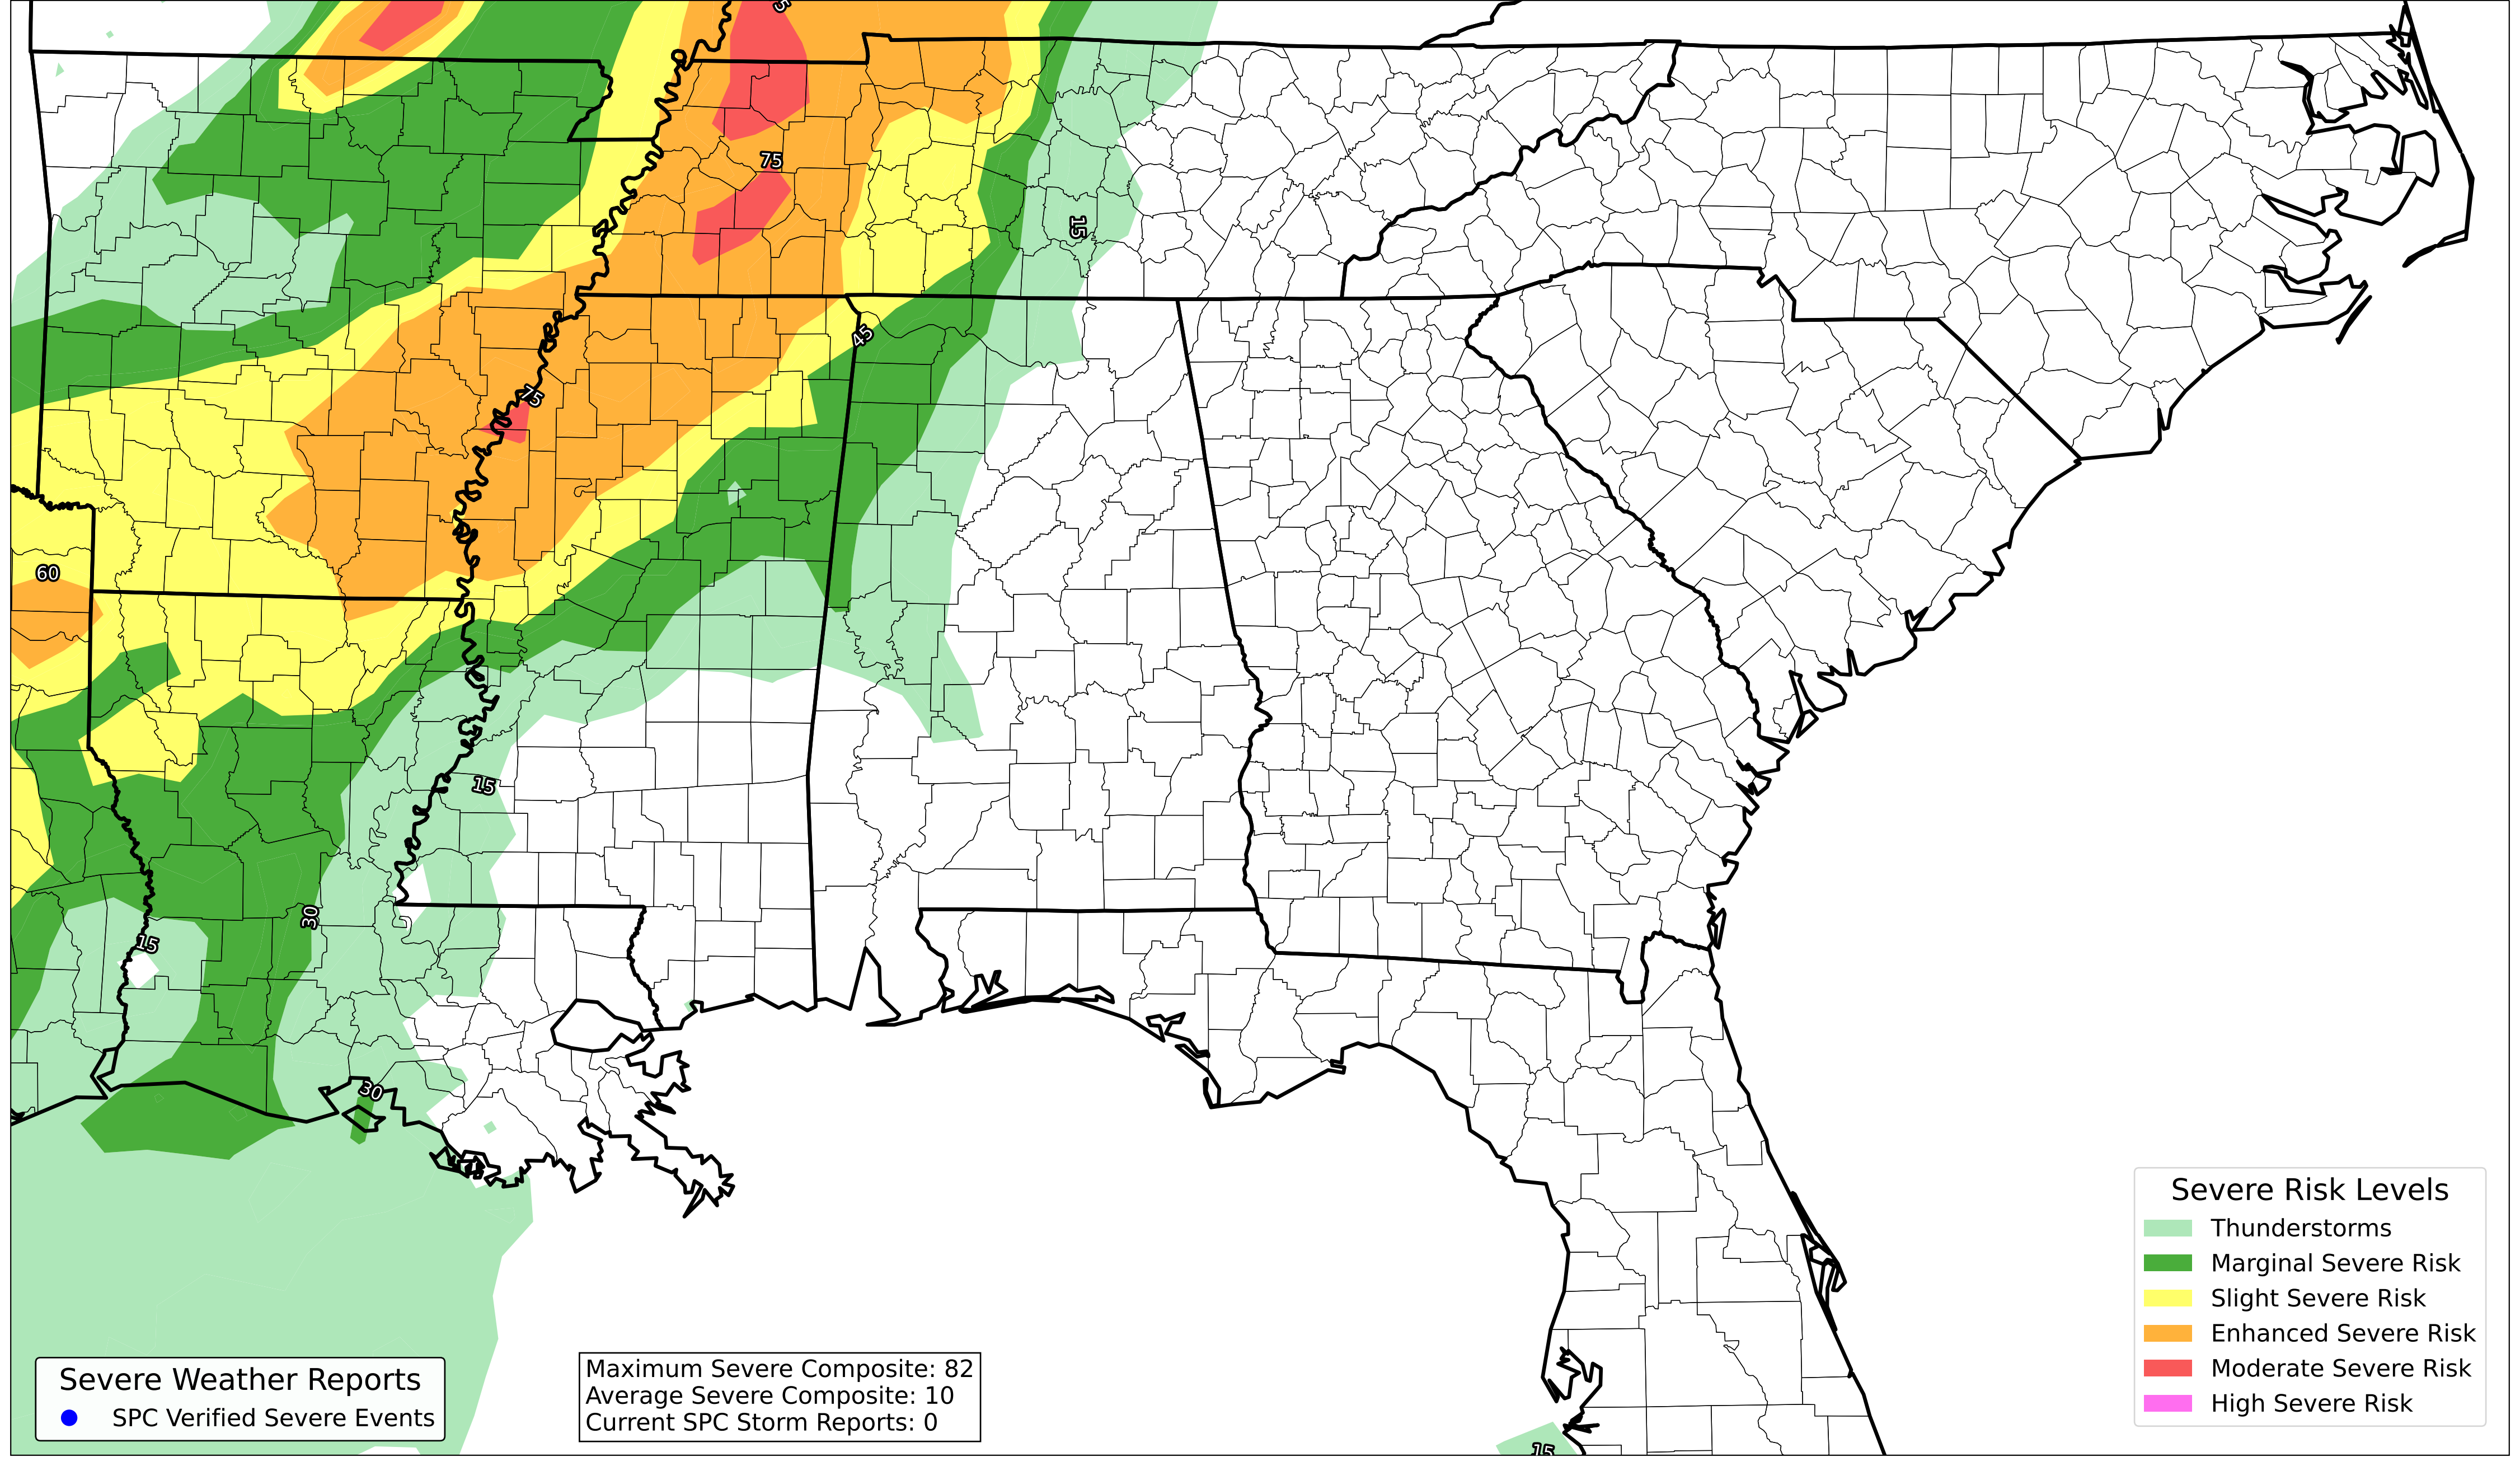 75
15
45
75
60
15
30
15
30
15
Severe Risk Levels
Thunderstorms
Marginal Severe Risk
Slight Severe Risk
Enhanced Severe Risk
Moderate Severe Risk
High Severe Risk
Severe Weather Reports
SPC Verified Severe Events
Maximum Severe Composite: 82
Average Severe Composite: 10
Current SPC Storm Reports: 0